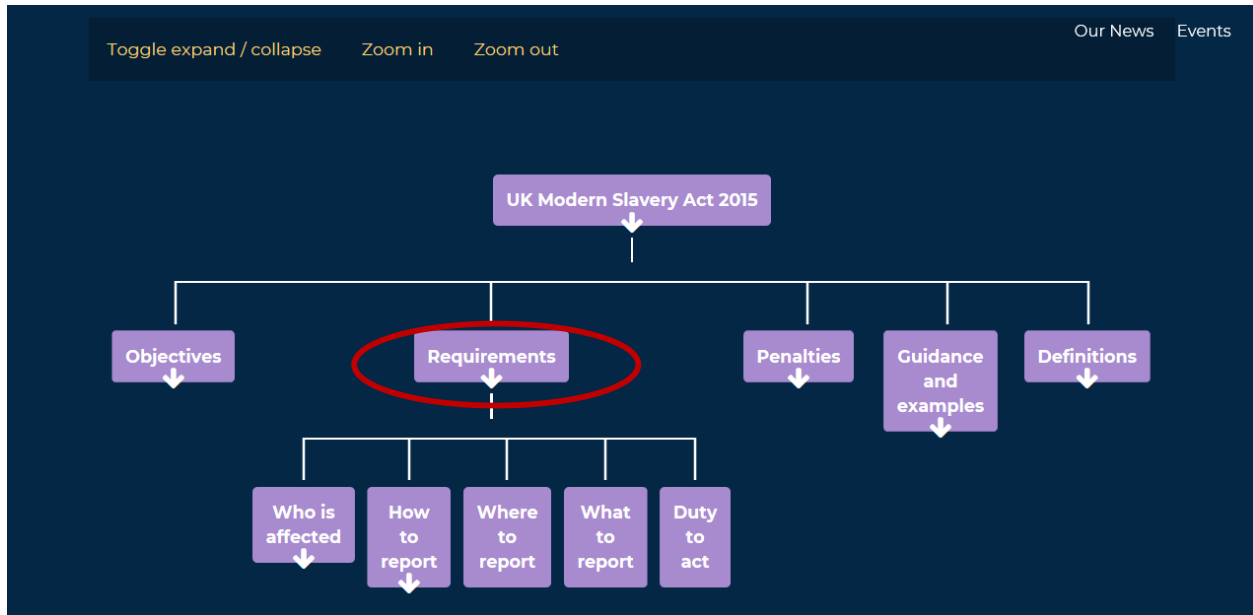 Our News Events
Toggle expand / collapse Zoom in Zoom out
UK Modern Slavery Act 2015
Objectives
Requirements
Penalties
Guidance
and
examples
Definitions
Who is
affected
How
to
report
Where
to
report
What
to
report
Duty
to
act